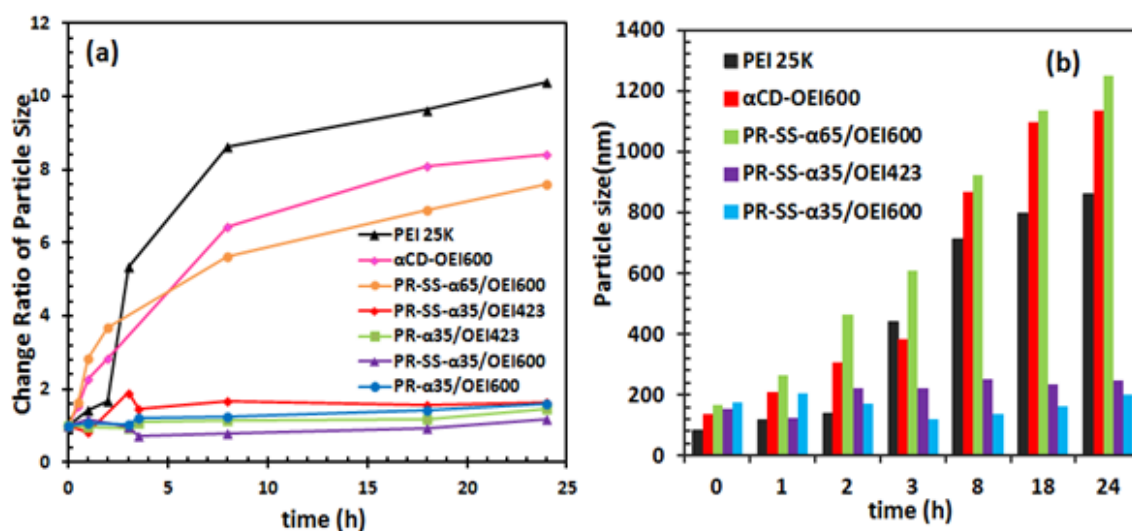 (a)
Change Ratio of Particle Size
12
10
8
6
4
2
0
PEI 25K
αCD-OEI600
PR-SS-α65/OEI600
PR-SS-α35/OEI423
PR-α35/OEI423
PR-SS-α35/OEI600
PR-α35/OEI600
0 5 10 15 20 25
time (h)
(b)
Particle size(nm)
1400
1200
1000
800
600
400
200
0
PEI 25K
αCD-OEI600
PR-SS-α65/OEI600
PR-SS-α35/OEI423
PR-SS-α35/OEI600
0 1 2 3 8 18 24
time (h)